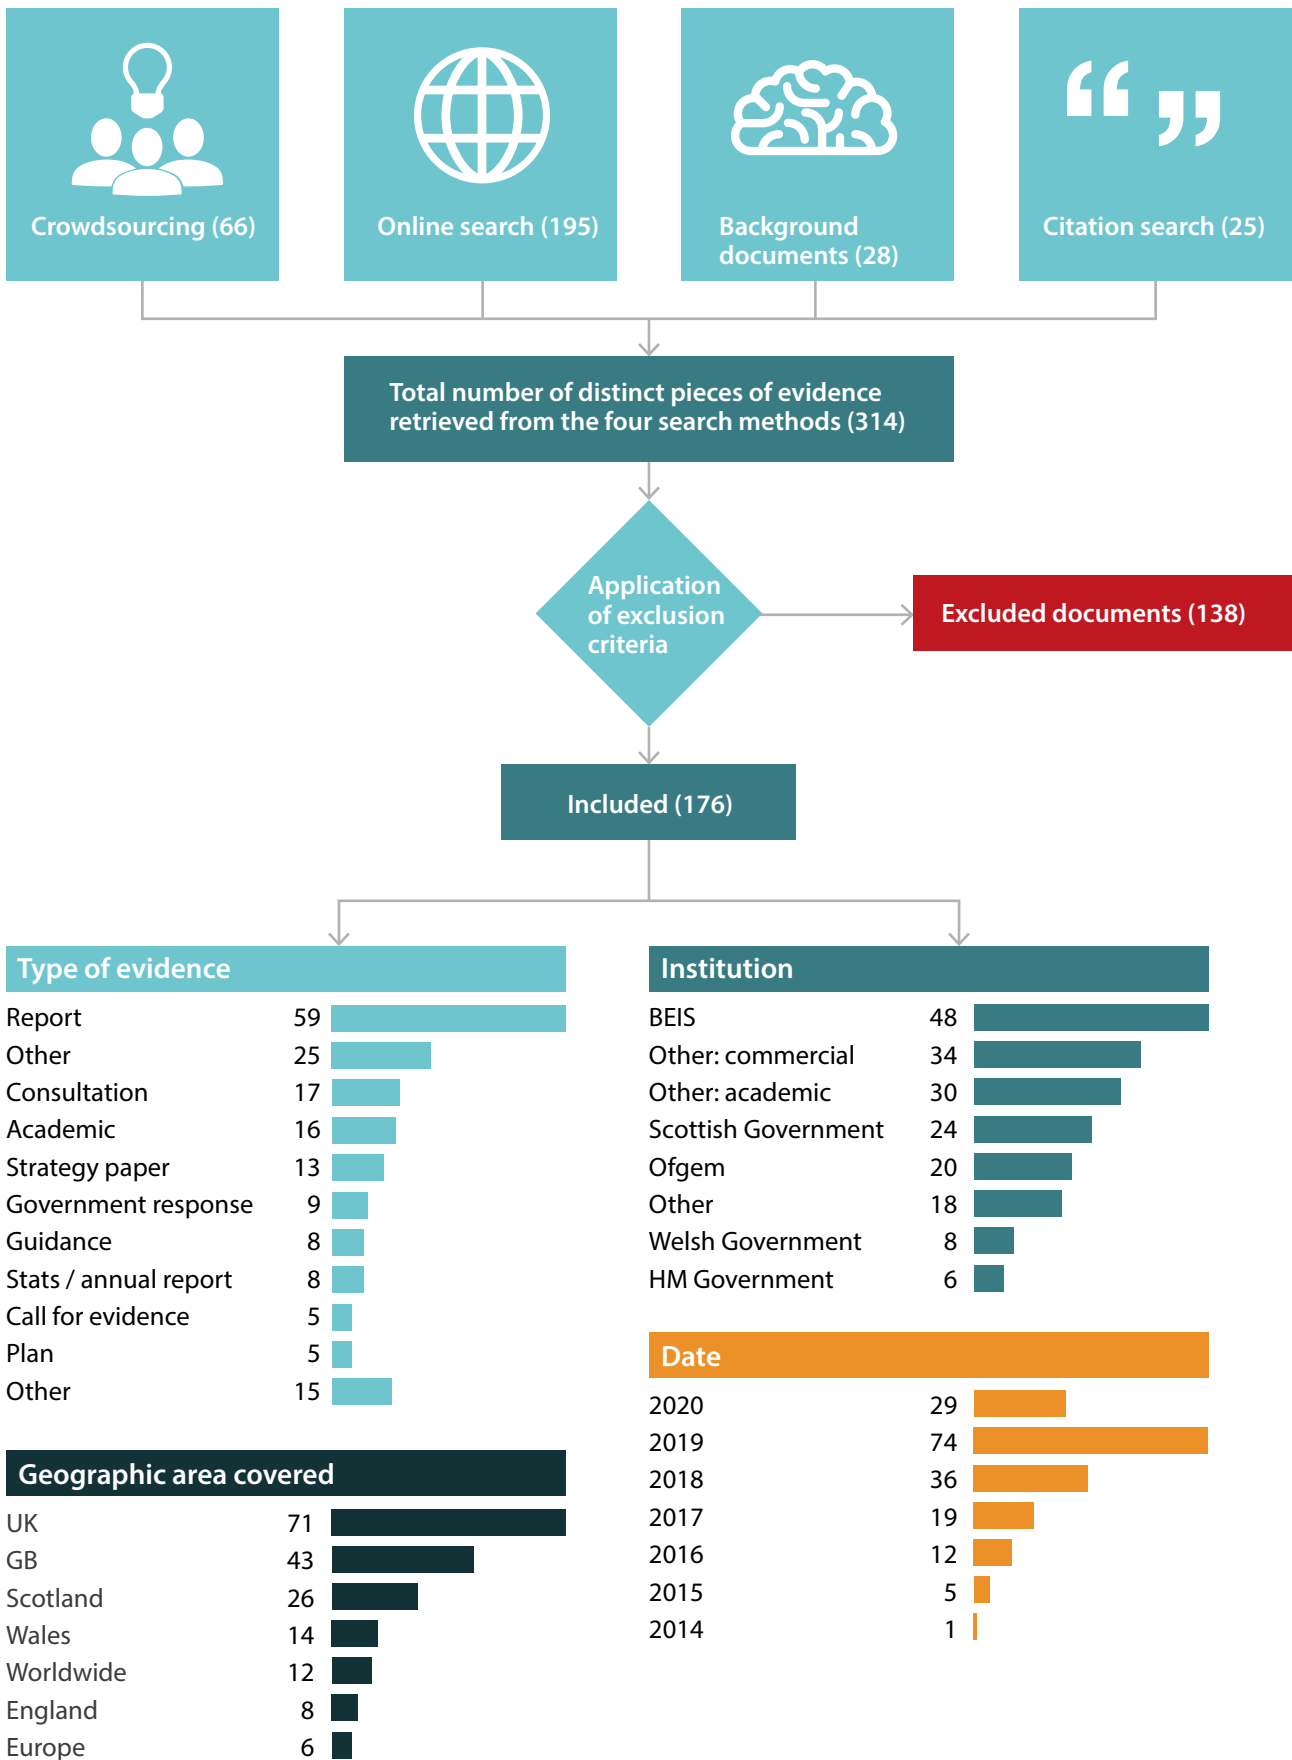 Crowdsourcing (66)
Online search (195)
Background
documents (28)
Citation search (25)
Total number of distinct pieces of evidence
retrieved from the four search methods (314)
Application
of exclusion
criteria
Excluded documents (138)
Included (176)
Type of evidence
Report 59
Other 25
Consultation 17
Academic 16
Strategy paper 13
Government response 9
Guidance 8
Stats / annual report 8
Call for evidence 5
Plan 5
Other 15
Geographic area covered
UK 71
GB 43
Scotland 26
Wales 14
Worldwide 12
England 8
Europe 6
Institution
BEIS 48
Other: commercial 34
Other: academic 30
Scottish Government 24
Ofgem 20
Other 18
Welsh Government 8
HM Government 6
Date
2020 29
2019 74
2018 36
2017 19
2016 12
2015 5
2014 1